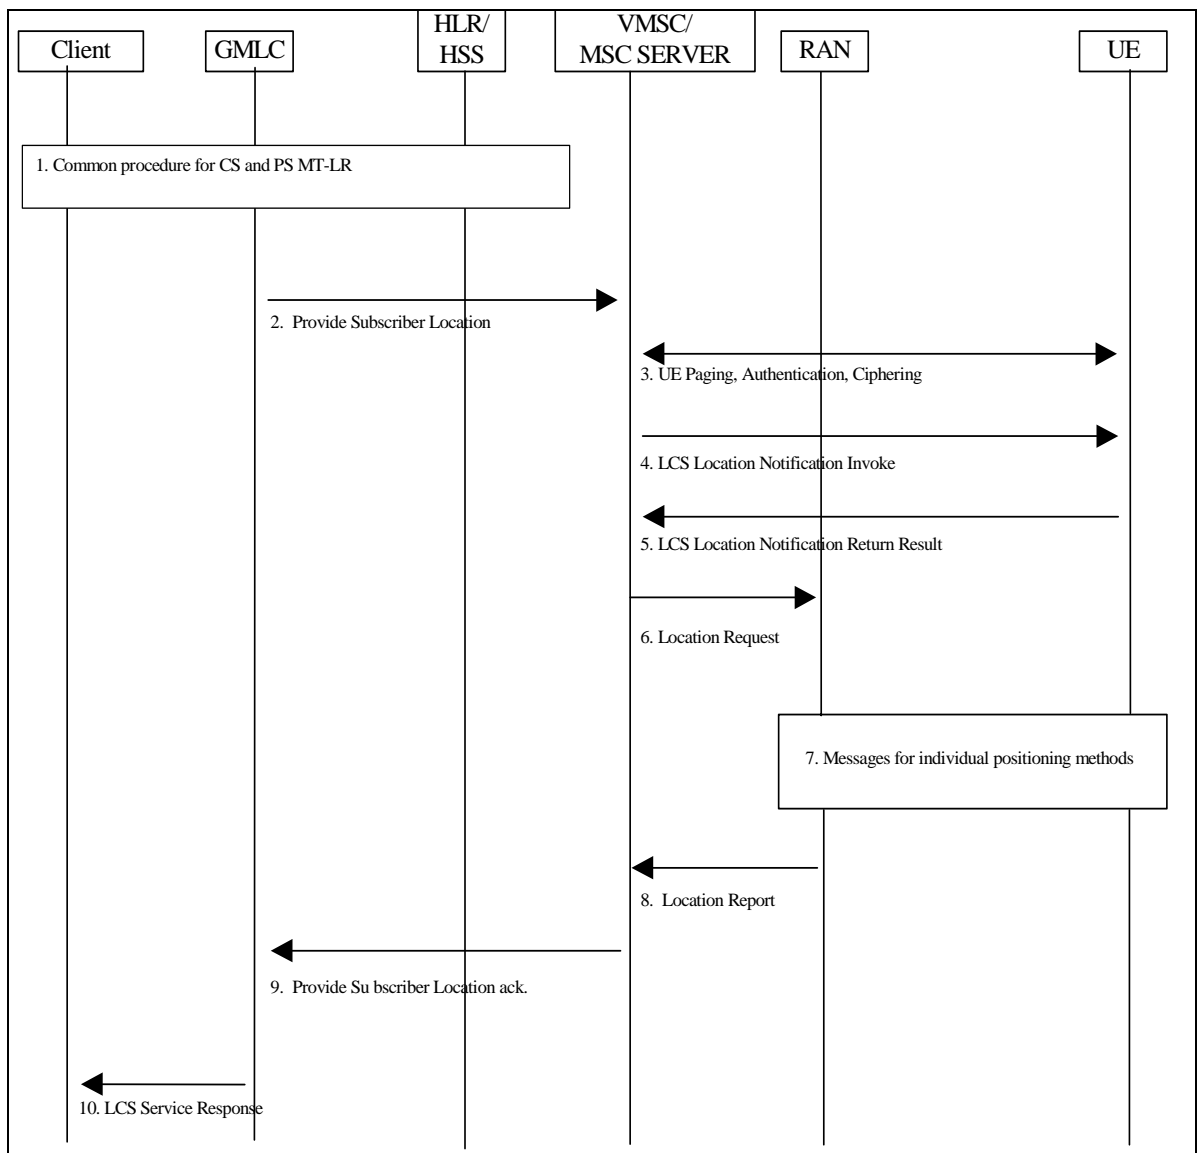 Client
GMLC
HLR/
HSS
VMSC/
MSC SERVER
RAN
UE
1. Common procedure for CS and PS MT-LR
2. Provide Subscriber Location
3. UE Paging, Authentication, Ciphering
4. LCS Location Notification Invoke
5. LCS Location Notification Return Result
6. Location Request
7. Messages for individual positioning methods
8. Location Report
9. Provide Su bscriber Location ack.
10. LCS Service Response